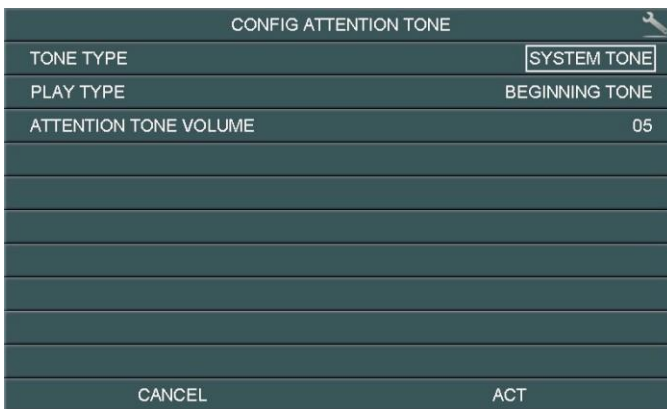 CONFIG ATTENTION TONE
TONE TYPE SYSTEM TONE
PLAY TYPE BEGINNING TONE
ATTENTION TONE VOLUME 05
CANCEL ACT